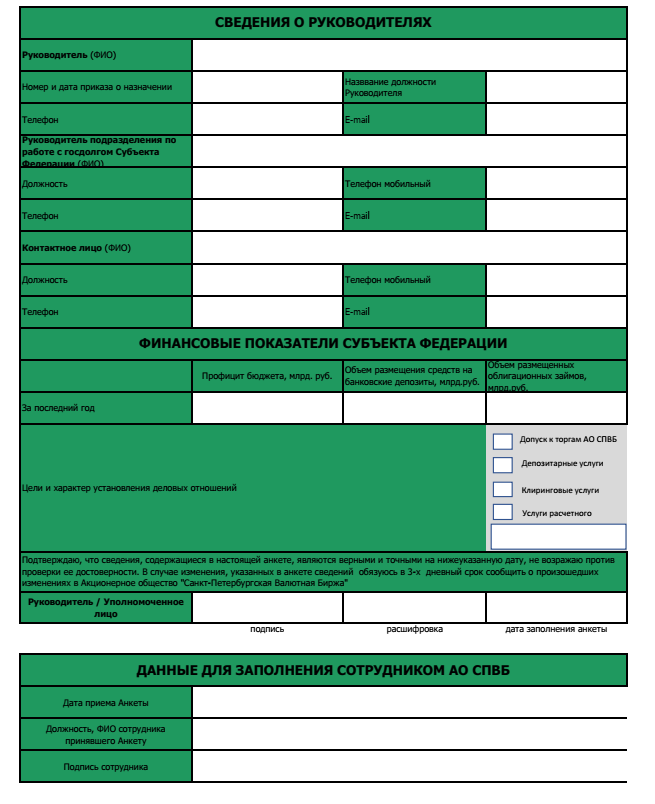 СВЕДЕНИЯ О РУКОВОДИТЕЛЯХ
Руководитель (ФИО)
Номер и дата приказа о назначении
Назввание должности
Руководителя
Телефон
E-mail
Руководитель подразделения по
работе с госдолгом Субъекта
Федерации (ФИО)
Должность
Телефон мобильный
Телефон
E-mail
Контактное лицо (ФИО)
Должность
Телефон мобильный
Телефон
E-mail
ФИНАНСОВЫЕ ПОКАЗАТЕЛИ СУБЪЕКТА ФЕДЕРАЦИИ
Профицит бюджета, млрд. руб.
Объем размещения средств на
банковские депозиты, млрд.руб.
Объем размещенных
облигационных займов,
млрд.руб.
За последний год
Цели и характер установления деловых отношений
Допуск к торгам АО СПВБ
Депозитарные услуги
Клиринговые услуги
Услуги расчетного
Подтверждаю, что сведения, содержащиеся в настоящей анкете, являются верными и точными на нижеуказанную дату, не возражаю против
проверки ее достоверности. В случае изменения, указанных в анкете сведений обязуюсь в 3-х дневный срок сообщить о произошедших
изменениях в Акционерное общество "Санкт-Петербургская Валютная Биржа"
Руководитель / Уполномоченное
лицо
подпись
расшифровка
дата заполнения анкеты
ДАННЫЕ ДЛЯ ЗАПОЛНЕНИЯ СОТРУДНИКОМ АО СПВБ
Дата приема Анкеты
Должность, ФИО сотрудника
принявшего Анкету
Подпись сотрудника